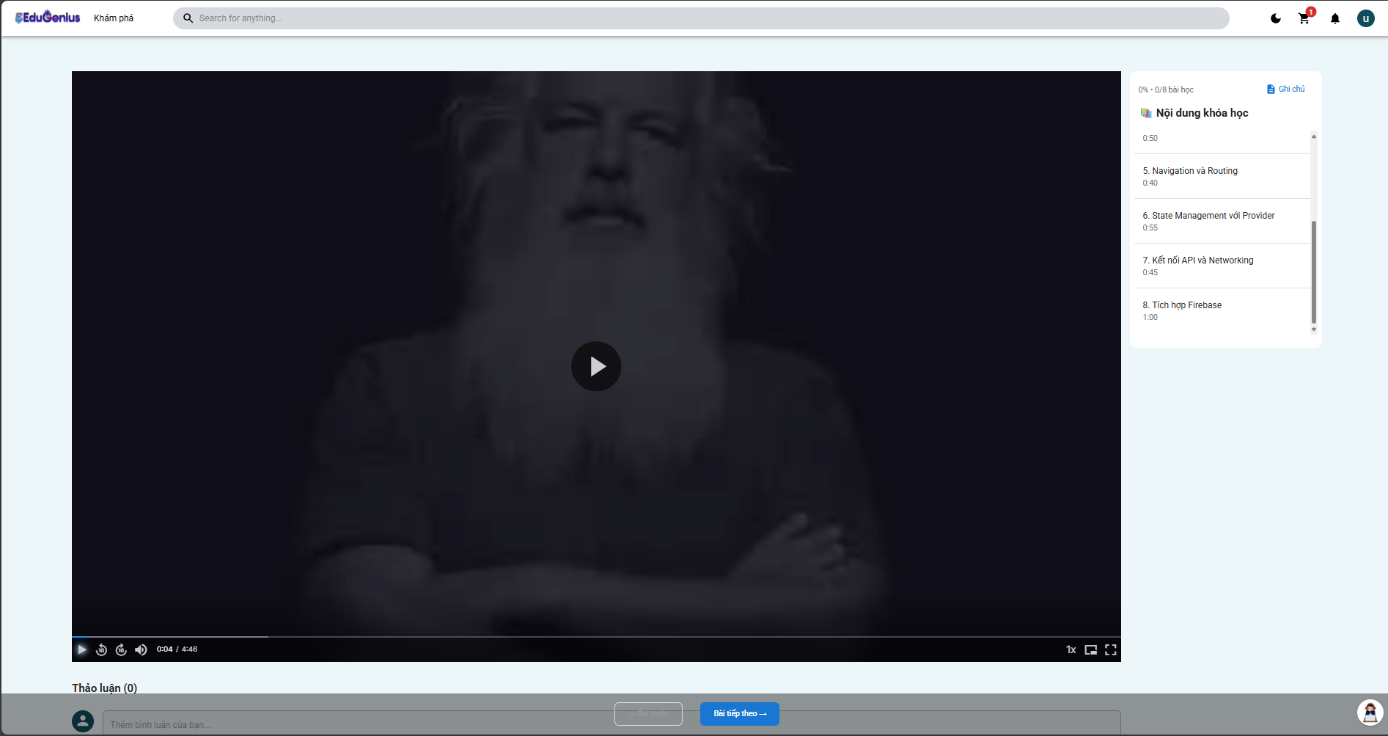 EduGenius
Khám phá
Search for anything...
1
u
0% • 0/8 bài học
Ghi chú
Nội dung khóa học
0:50
5. Navigation và Routing
0:40
6. State Management với Provider
0:55
7. Kết nối API và Networking
0:45
8. Tích hợp Firebase
1:00
0:04 / 4:46
1x
Thảo luận (0)
Thêm bình luận của bạn...
Bài tiếp theo →